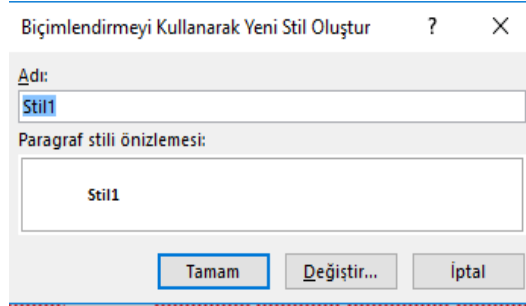 Biçimlendirmeyi Kullanarak Yeni Stil Oluştur ?
Adı:
Stil1
Paragraf stili önizlemesi:
Stil1
Tamam Değiştir... İptal